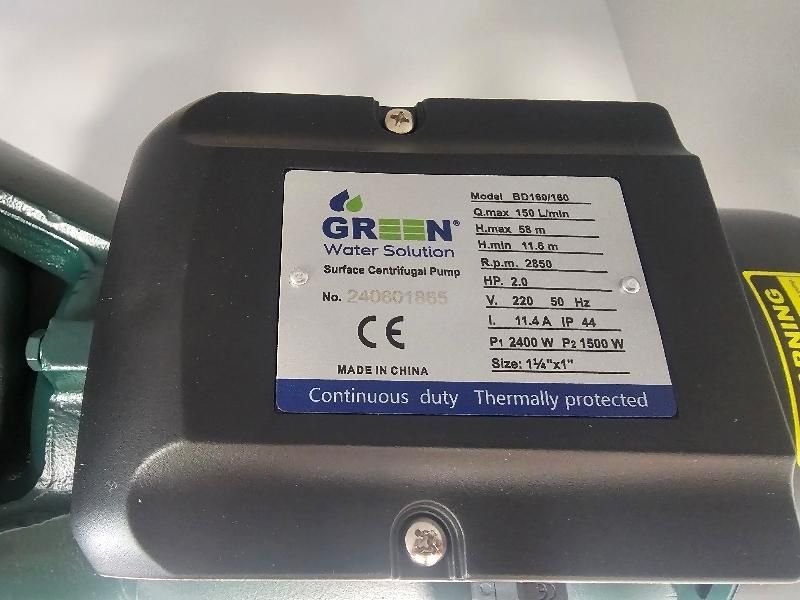 GREEN®
Water Solution
Surface Centrifugal Pump
No. 240601865
CE
MADE IN CHINA
Model BD160/160
Q.max 150 L/min
H.max 58 m
H.min 11.6 m
R.p.m. 2850
HP. 2.0
V. 220 50 Hz
I. 11.4 A IP 44
P1 2400 W P2 1500 W
Size: 1¼"x1"
Continuous duty Thermally protected
RNING